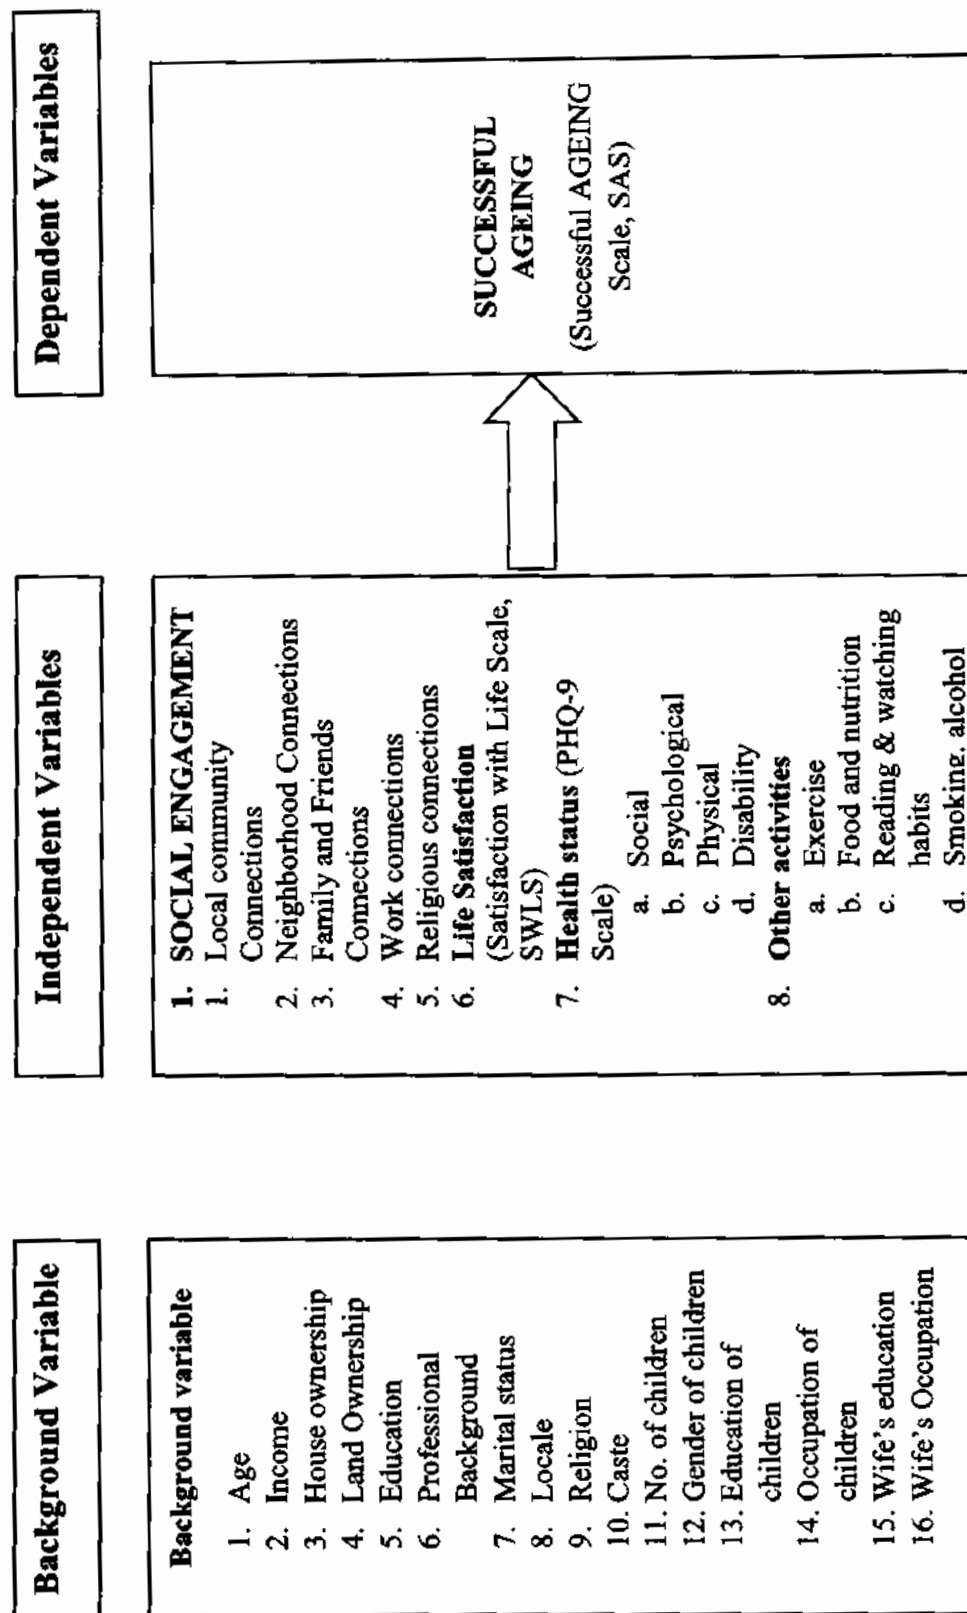 Background Variable
Independent Variables
Dependent Variables
Background variable
1. Age
2. Income
3. House ownership
4. Land Ownership
5. Education
6. Professional
Background
7. Marital status
8. Locale
9. Religion
10. Caste
11. No. of children
12. Gender of children
13. Education of
children
14. Occupation of
children
15. Wife's education
16. Wife's Occupation
1. SOCIAL ENGAGEMENT
1. Local community
Connections
2. Neighborhood Connections
3. Family and Friends
Connections
4. Work connections
5. Religious connections
6. Life Satisfaction
(Satisfaction with Life Scale,
SWLS)
7. Health status (PHQ-9
Scale)
a. Social
b. Psychological
c. Physical
d. Disability
8. Other activities
a. Exercise
b. Food and nutrition
c. Reading & watching
habits
d. Smoking, alcohol
SUCCESSFUL
AGEING
(Successful AGEING
Scale, SAS)